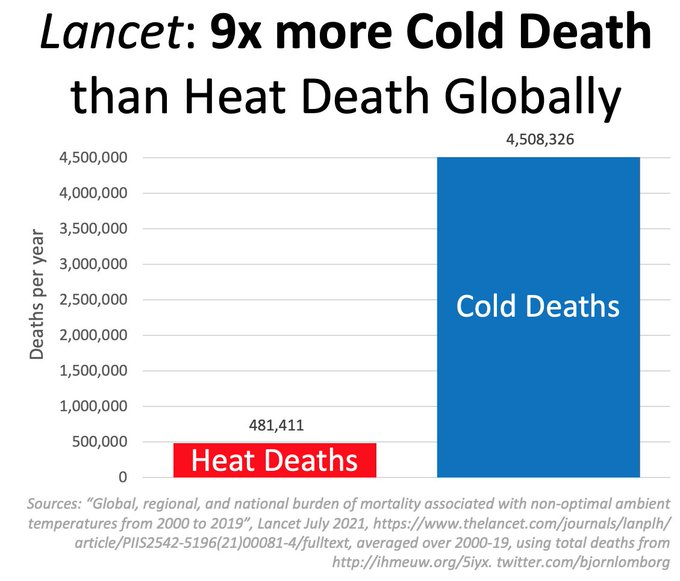 Lancet: 9x more Cold Death
than Heat Death Globally
4,508,326
4,500,000
4,000,000
3,500,000
3,000,000
2,500,000
2,000,000
1,500,000
1,000,000
500,000
0
Deaths per year
481,411
Heat Deaths
Cold Deaths
Sources: “Global, regional, and national burden of mortality associated with non-optimal ambient
temperatures from 2000 to 2019”, Lancet July 2021, https://www.thelancet.com/journals/lanplh/
article/PIIS2542-5196(21)00081-4/fulltext, averaged over 2000-19, using total deaths from
http://ihmeuw.org/5iyx. twitter.com/bjornlomborg